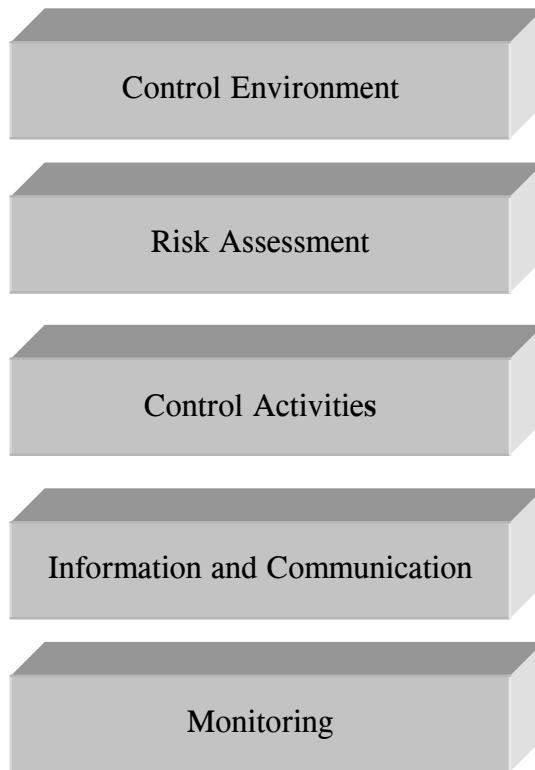 Control Environment
Risk Assessment
Control Activities
Information and Communication
Monitoring